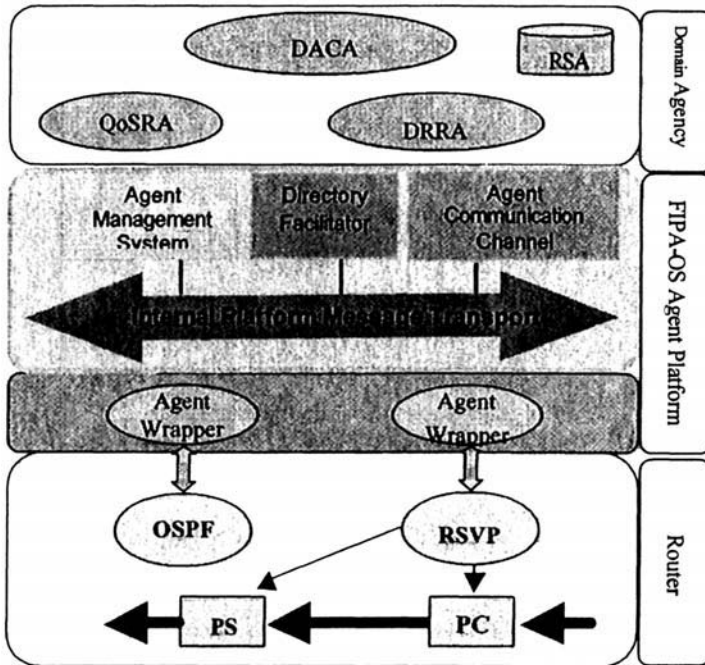 DACA
RSA
QoSRA
DRRA
Domain Agency
Agent
Management
System
Directory
Facilitator
Agent
Communication
Channel
Internal Platform Message Transport
FIPA-OS Agent Platform
Agent
Wrapper
Agent
Wrapper
OSPF
RSVP
PS
PC
Router